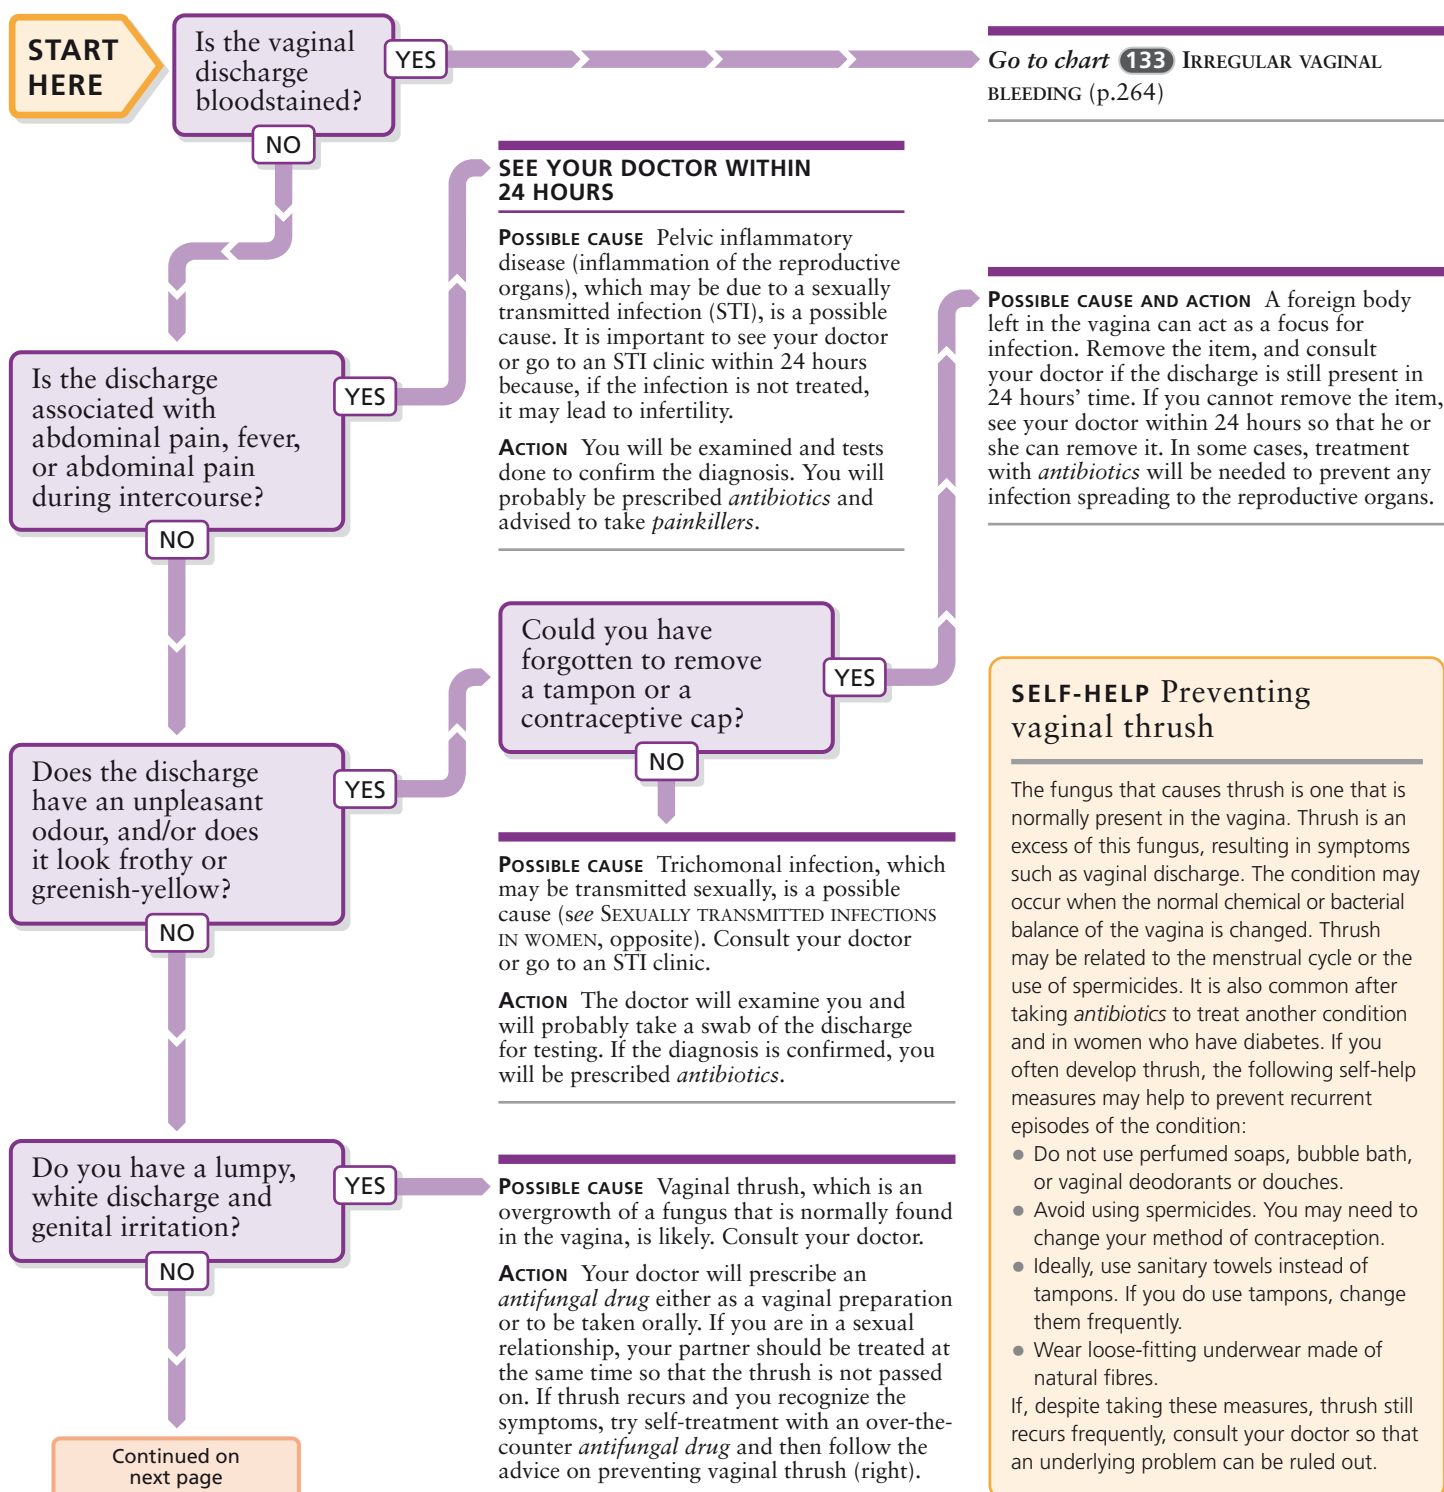 START
HERE
Is the vaginal
discharge
bloodstained?
YES
NO
Go to chart 133 IRREGULAR VAGINAL
BLEEDING (p.264)
SEE YOUR DOCTOR WITHIN
24 HOURS
POSSIBLE CAUSE Pelvic inflammatory
disease (inflammation of the reproductive
organs), which may be due to a sexually
transmitted infection (STI), is a possible
cause. It is important to see your doctor
or go to an STI clinic within 24 hours
because, if the infection is not treated,
it may lead to infertility.
ACTION You will be examined and tests
done to confirm the diagnosis. You will
probably be prescribed antibiotics and
advised to take painkillers.
Is the discharge
associated with
abdominal pain, fever,
or abdominal pain
during intercourse?
YES
NO
POSSIBLE CAUSE AND ACTION A foreign body
left in the vagina can act as a focus for
infection. Remove the item, and consult
your doctor if the discharge is still present in
24 hours' time. If you cannot remove the item,
see your doctor within 24 hours so that he or
she can remove it. In some cases, treatment
with antibiotics will be needed to prevent any
infection spreading to the reproductive organs.
Could you have
forgotten to remove
a tampon or a
contraceptive cap?
YES
NO
Does the discharge
have an unpleasant
odour, and/or does
it look frothy or
greenish-yellow?
YES
NO
POSSIBLE CAUSE Trichomonal infection, which
may be transmitted sexually, is a possible
cause (see SEXUALLY TRANSMITTED INFECTIONS
IN WOMEN, opposite). Consult your doctor
or go to an STI clinic.
ACTION The doctor will examine you and
will probably take a swab of the discharge
for testing. If the diagnosis is confirmed, you
will be prescribed antibiotics.
Do you have a lumpy,
white discharge and
genital irritation?
YES
NO
POSSIBLE CAUSE Vaginal thrush, which is an
overgrowth of a fungus that is normally found
in the vagina, is likely. Consult your doctor.
ACTION Your doctor will prescribe an
antifungal drug either as a vaginal preparation
or to be taken orally. If you are in a sexual
relationship, your partner should be treated at
the same time so that the thrush is not passed
on. If thrush recurs and you recognize the
symptoms, try self-treatment with an over-the-
counter antifungal drug and then follow the
advice on preventing vaginal thrush (right).
Continued on
next page
SELF-HELP Preventing
vaginal thrush
The fungus that causes thrush is one that is
normally present in the vagina. Thrush is an
excess of this fungus, resulting in symptoms
such as vaginal discharge. The condition may
occur when the normal chemical or bacterial
balance of the vagina is changed. Thrush
may be related to the menstrual cycle or the
use of spermicides. It is also common after
taking antibiotics to treat another condition
and in women who have diabetes. If you
often develop thrush, the following self-help
measures may help to prevent recurrent
episodes of the condition:
• Do not use perfumed soaps, bubble bath,
or vaginal deodorants or douches.
• Avoid using spermicides. You may need to
change your method of contraception.
• Ideally, use sanitary towels instead of
tampons. If you do use tampons, change
them frequently.
• Wear loose-fitting underwear made of
natural fibres.
If, despite taking these measures, thrush still
recurs frequently, consult your doctor so that
an underlying problem can be ruled out.